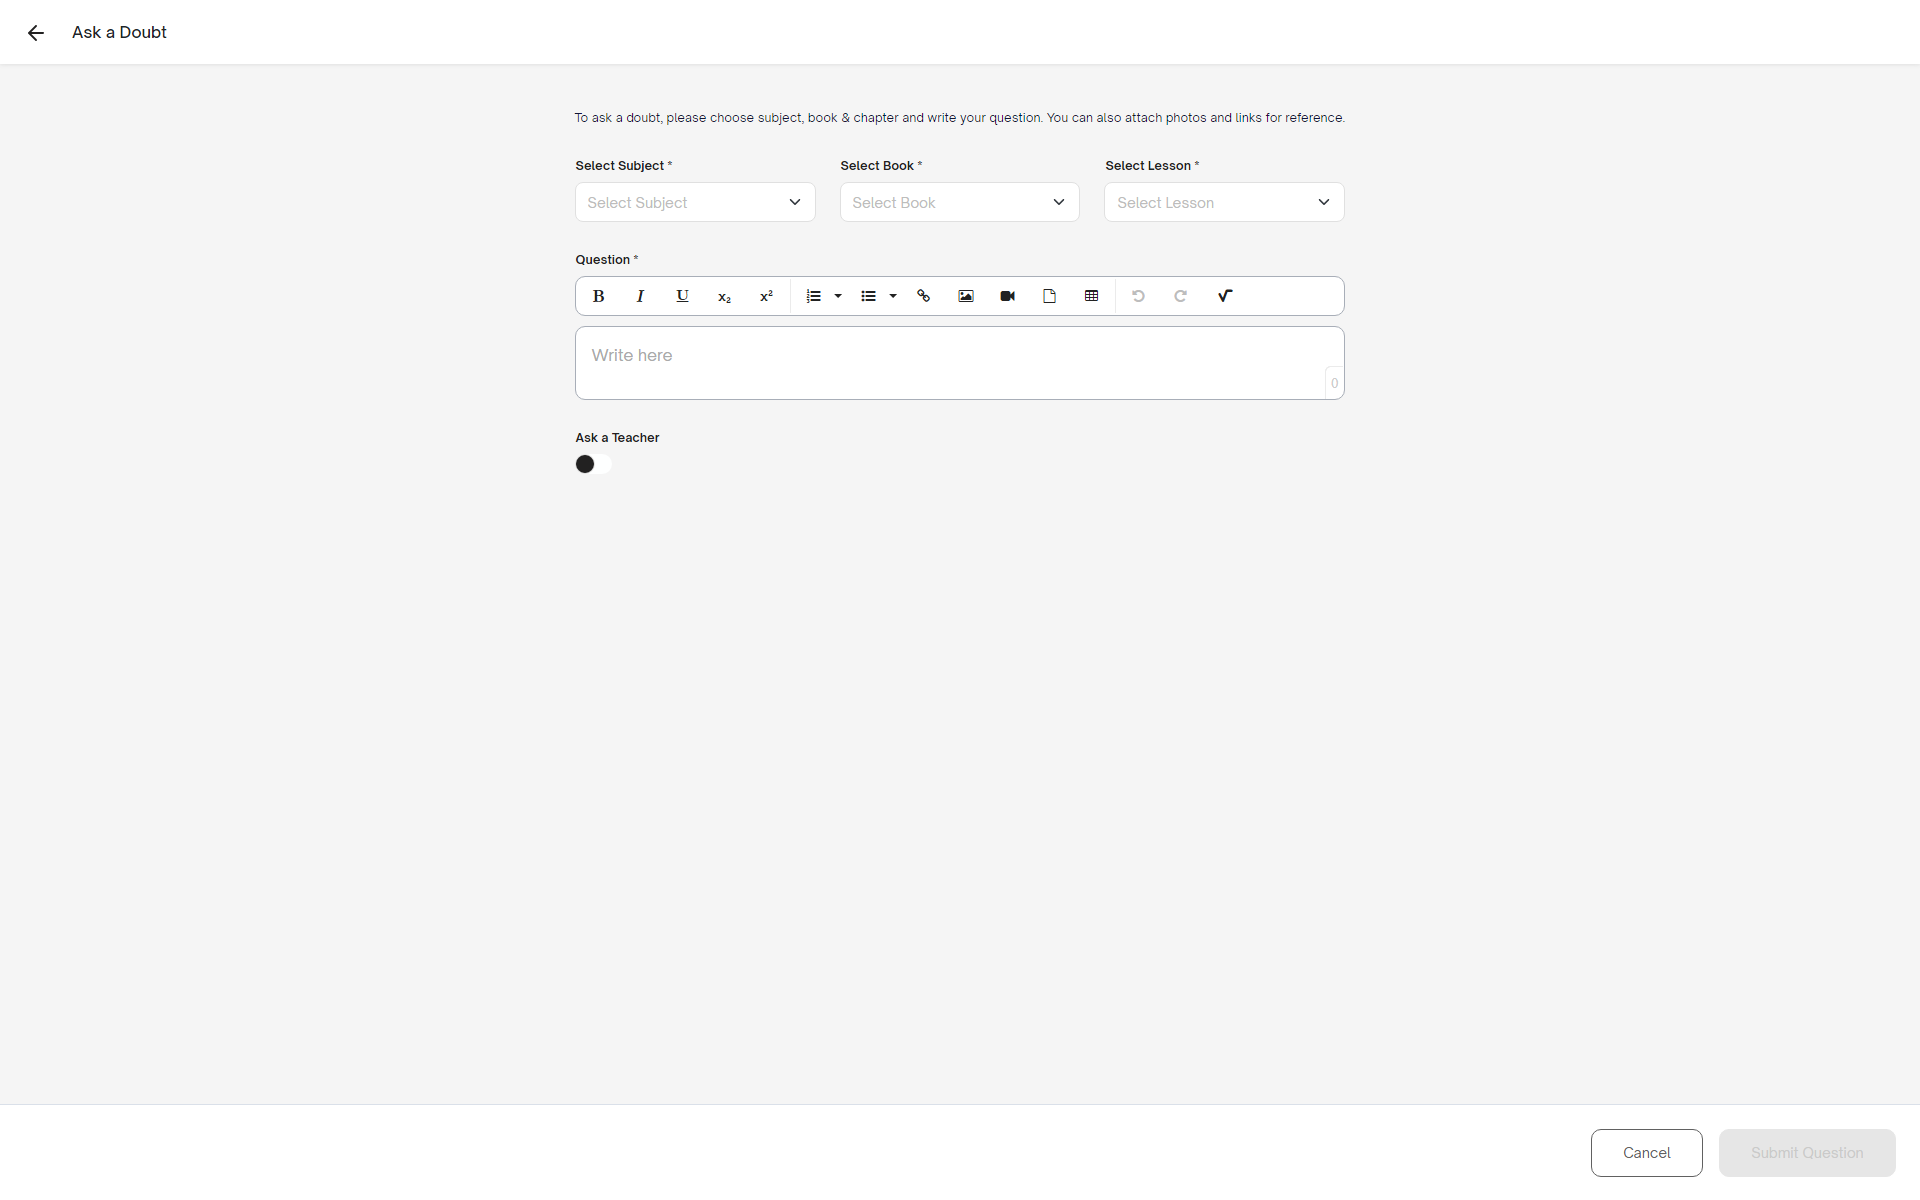 Ask a Doubt
To ask a doubt, please choose subject, book & chapter and write your question. You can also attach photos and links for reference.
Select Subject * Select Book * Select Lesson *
Select Subject Select Book Select Lesson
Question *
B I U x₂ x²
Write here
0
Ask a Teacher
Cancel Submit Question